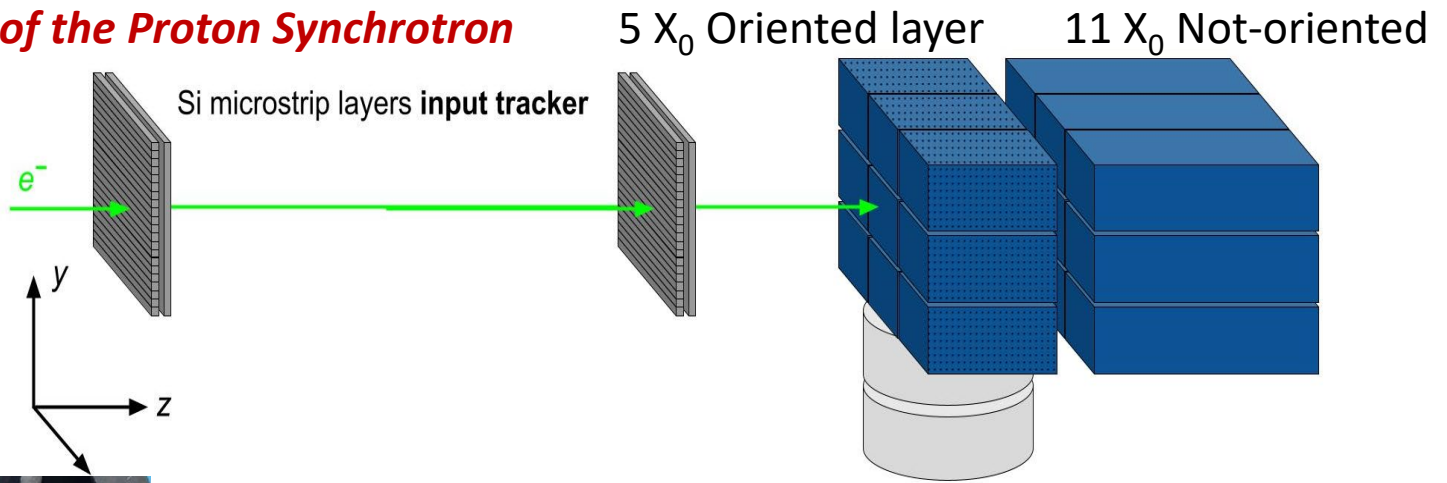 of the Proton Synchrotron
5 X₀ Oriented layer
11 X₀ Not-oriented
Si microstrip layers input tracker
e⁻
y
z